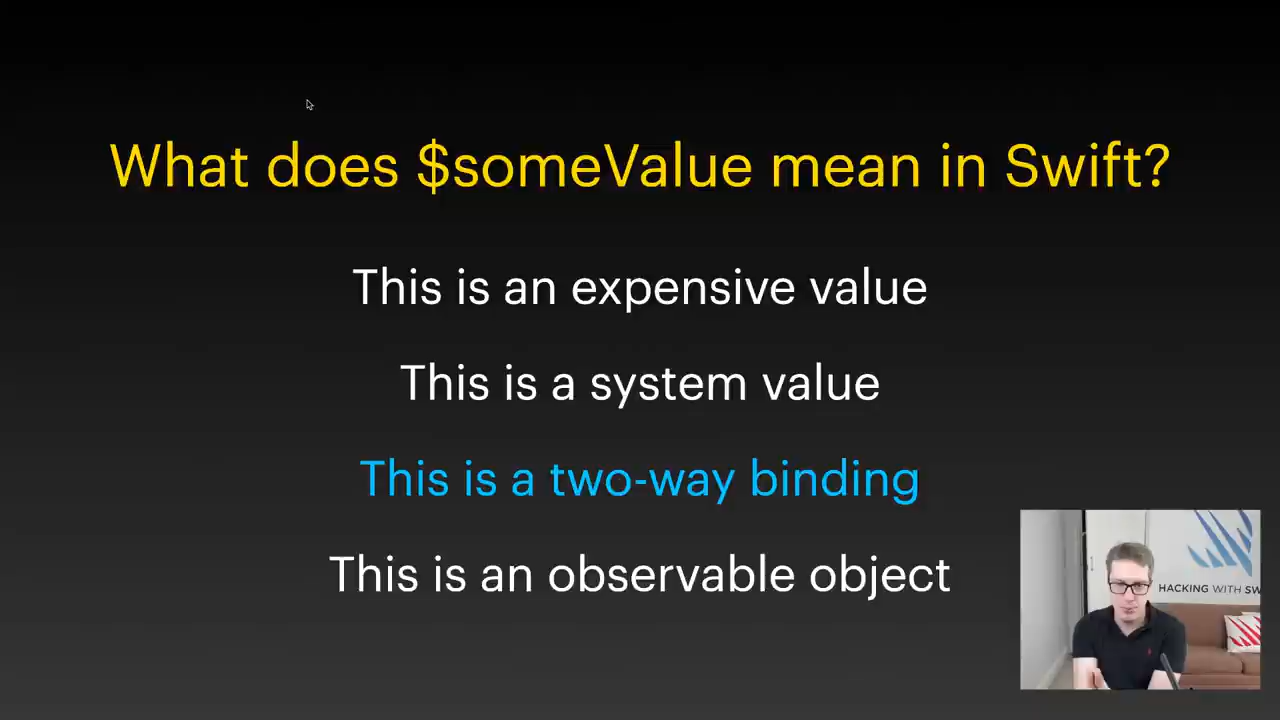 What does $someValue mean in Swift?
This is an expensive value
This is a system value
This is a two-way binding
This is an observable object
HACKING WITH SW